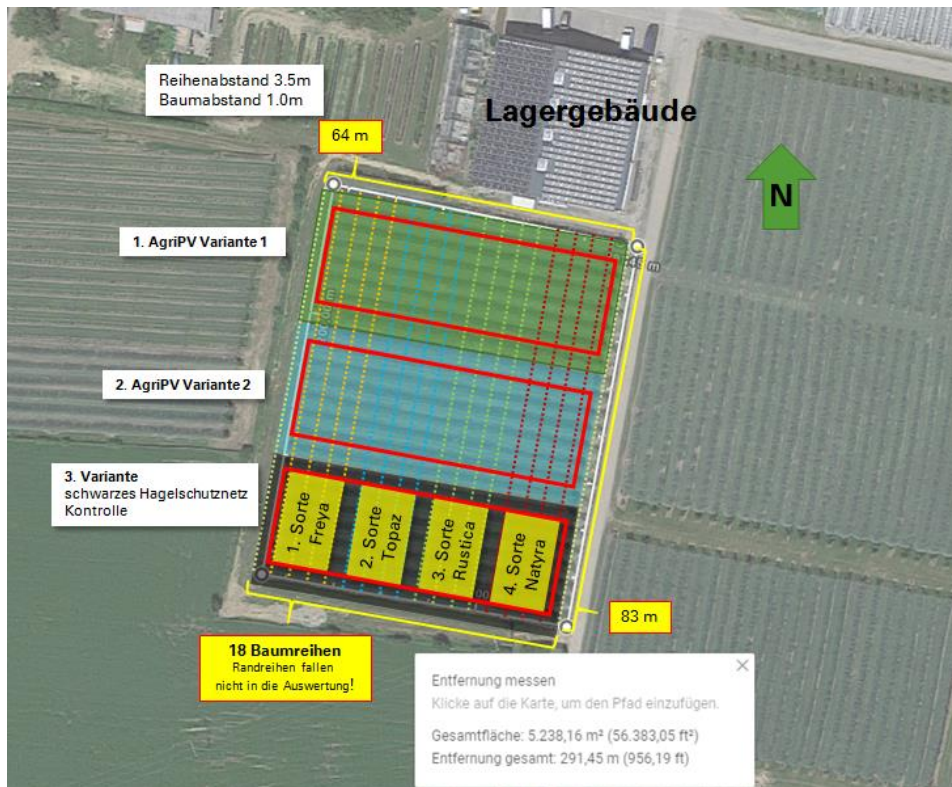 Reihenabstand 3.5m
Baumabstand 1.0m
Lagergebäude
64 m
N
1. AgriPV Variante 1
2. AgriPV Variante 2
3. Variante
schwarzes Hagelschutznetz
Kontrolle
1. Sorte
Freya
2. Sorte
Topaz
3. Sorte
Rustica
4. Sorte
Natyra
83 m
18 Baumreihen
Randreihen fallen
nicht in die Auswertung!
Entfernung messen
Klicke auf die Karte, um den Pfad einzufügen.
Gesamtfläche: 5.238,16 m² (56.383,05 ft²)
Entfernung gesamt: 291,45 m (956,19 ft)